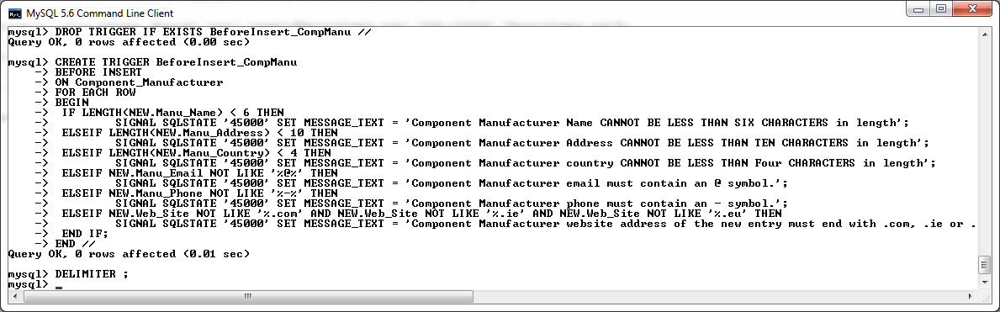 MySQL 5.6 Command Line Client
mysql> DROP TRIGGER IF EXISTS BeforeInsert_CompManu //
Query OK, 0 rows affected (0.00 sec)
mysql> CREATE TRIGGER BeforeInsert_CompManu
-> BEFORE INSERT
-> ON Component_Manufacturer
-> FOR EACH ROW
-> BEGIN
-> IF LENGTH(NEW.Manu_Name) < 6 THEN
-> SIGNAL SQLSTATE '45000' SET MESSAGE_TEXT = 'Component Manufacturer Name CANNOT BE LESS THAN SIX CHARACTERS in length';
-> ELSEIF LENGTH(NEW.Manu_Address) < 10 THEN
-> SIGNAL SQLSTATE '45000' SET MESSAGE_TEXT = 'Component Manufacturer Address CANNOT BE LESS THAN TEN CHARACTERS in length';
-> ELSEIF LENGTH(NEW.Manu_Country) < 4 THEN
-> SIGNAL SQLSTATE '45000' SET MESSAGE_TEXT = 'Component Manufacturer country CANNOT BE LESS THAN Four CHARACTERS in length';
-> ELSEIF NEW.Manu_Email NOT LIKE '%@%' THEN
-> SIGNAL SQLSTATE '45000' SET MESSAGE_TEXT = 'Component Manufacturer email must contain an @ symbol.';
-> ELSEIF NEW.Manu_Phone NOT LIKE '%-%' THEN
-> SIGNAL SQLSTATE '45000' SET MESSAGE_TEXT = 'Component Manufacturer phone must contain an - symbol.';
-> ELSEIF NEW.Web_Site NOT LIKE '%.com' AND NEW.Web_Site NOT LIKE '%.ie' AND NEW.Web_Site NOT LIKE '%.eu' THEN
-> SIGNAL SQLSTATE '45000' SET MESSAGE_TEXT = 'Component Manufacturer website address of the new entry must end with .com, .ie or .
-> END IF;
-> END //
Query OK, 0 rows affected (0.01 sec)
mysql> DELIMITER ;
mysql> _